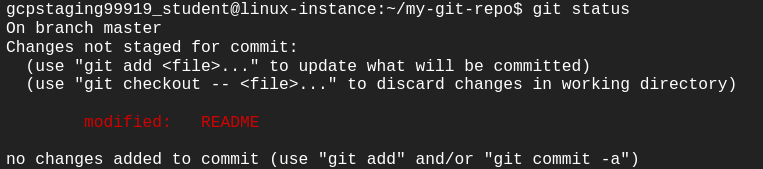 gcpstaging99919_student@linux-instance:~/my-git-repo$ git status
On branch master
Changes not staged for commit:
  (use "git add <file>..." to update what will be committed)
  (use "git checkout -- <file>..." to discard changes in working directory)

        modified:   README

no changes added to commit (use "git add" and/or "git commit -a")